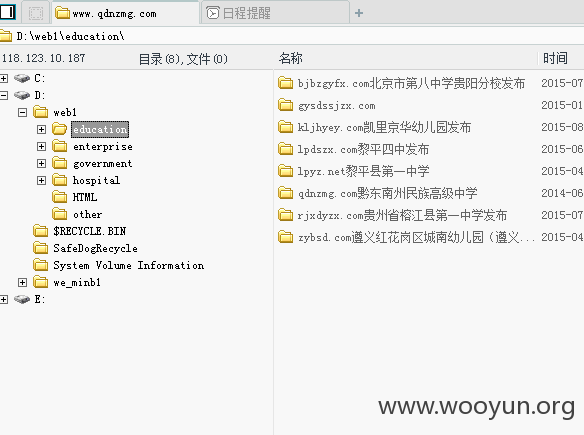 www.qdnzmg.com 日程提醒
D:\web1\education\
118.123.10.187 目录(8),文件(0) 名称 时间
C:
D:
web1
education
enterprise
government
hospital
HTML
other
$RECYCLE.BIN
SafeDogRecycle
System Volume Information
we_minb1
E:
bjbzgyfx.com北京市第八中学贵阳分校发布 2015-07
gysdssjzx.com 2015-04
kljhyey.com凯里京华幼儿园发布 2015-08
lpdszx.com黎平四中发布 2015-04
lpyz.net黎平县第一中学 2015-04
qdnzmg.com黔东南州民族高级中学 2014-06
rjxdyzx.com贵州省榕江县第一中学发布 2015-07
zybsd.com遵义红花岗区城南幼儿园（遵义... 2015-04
www.wooyun.org